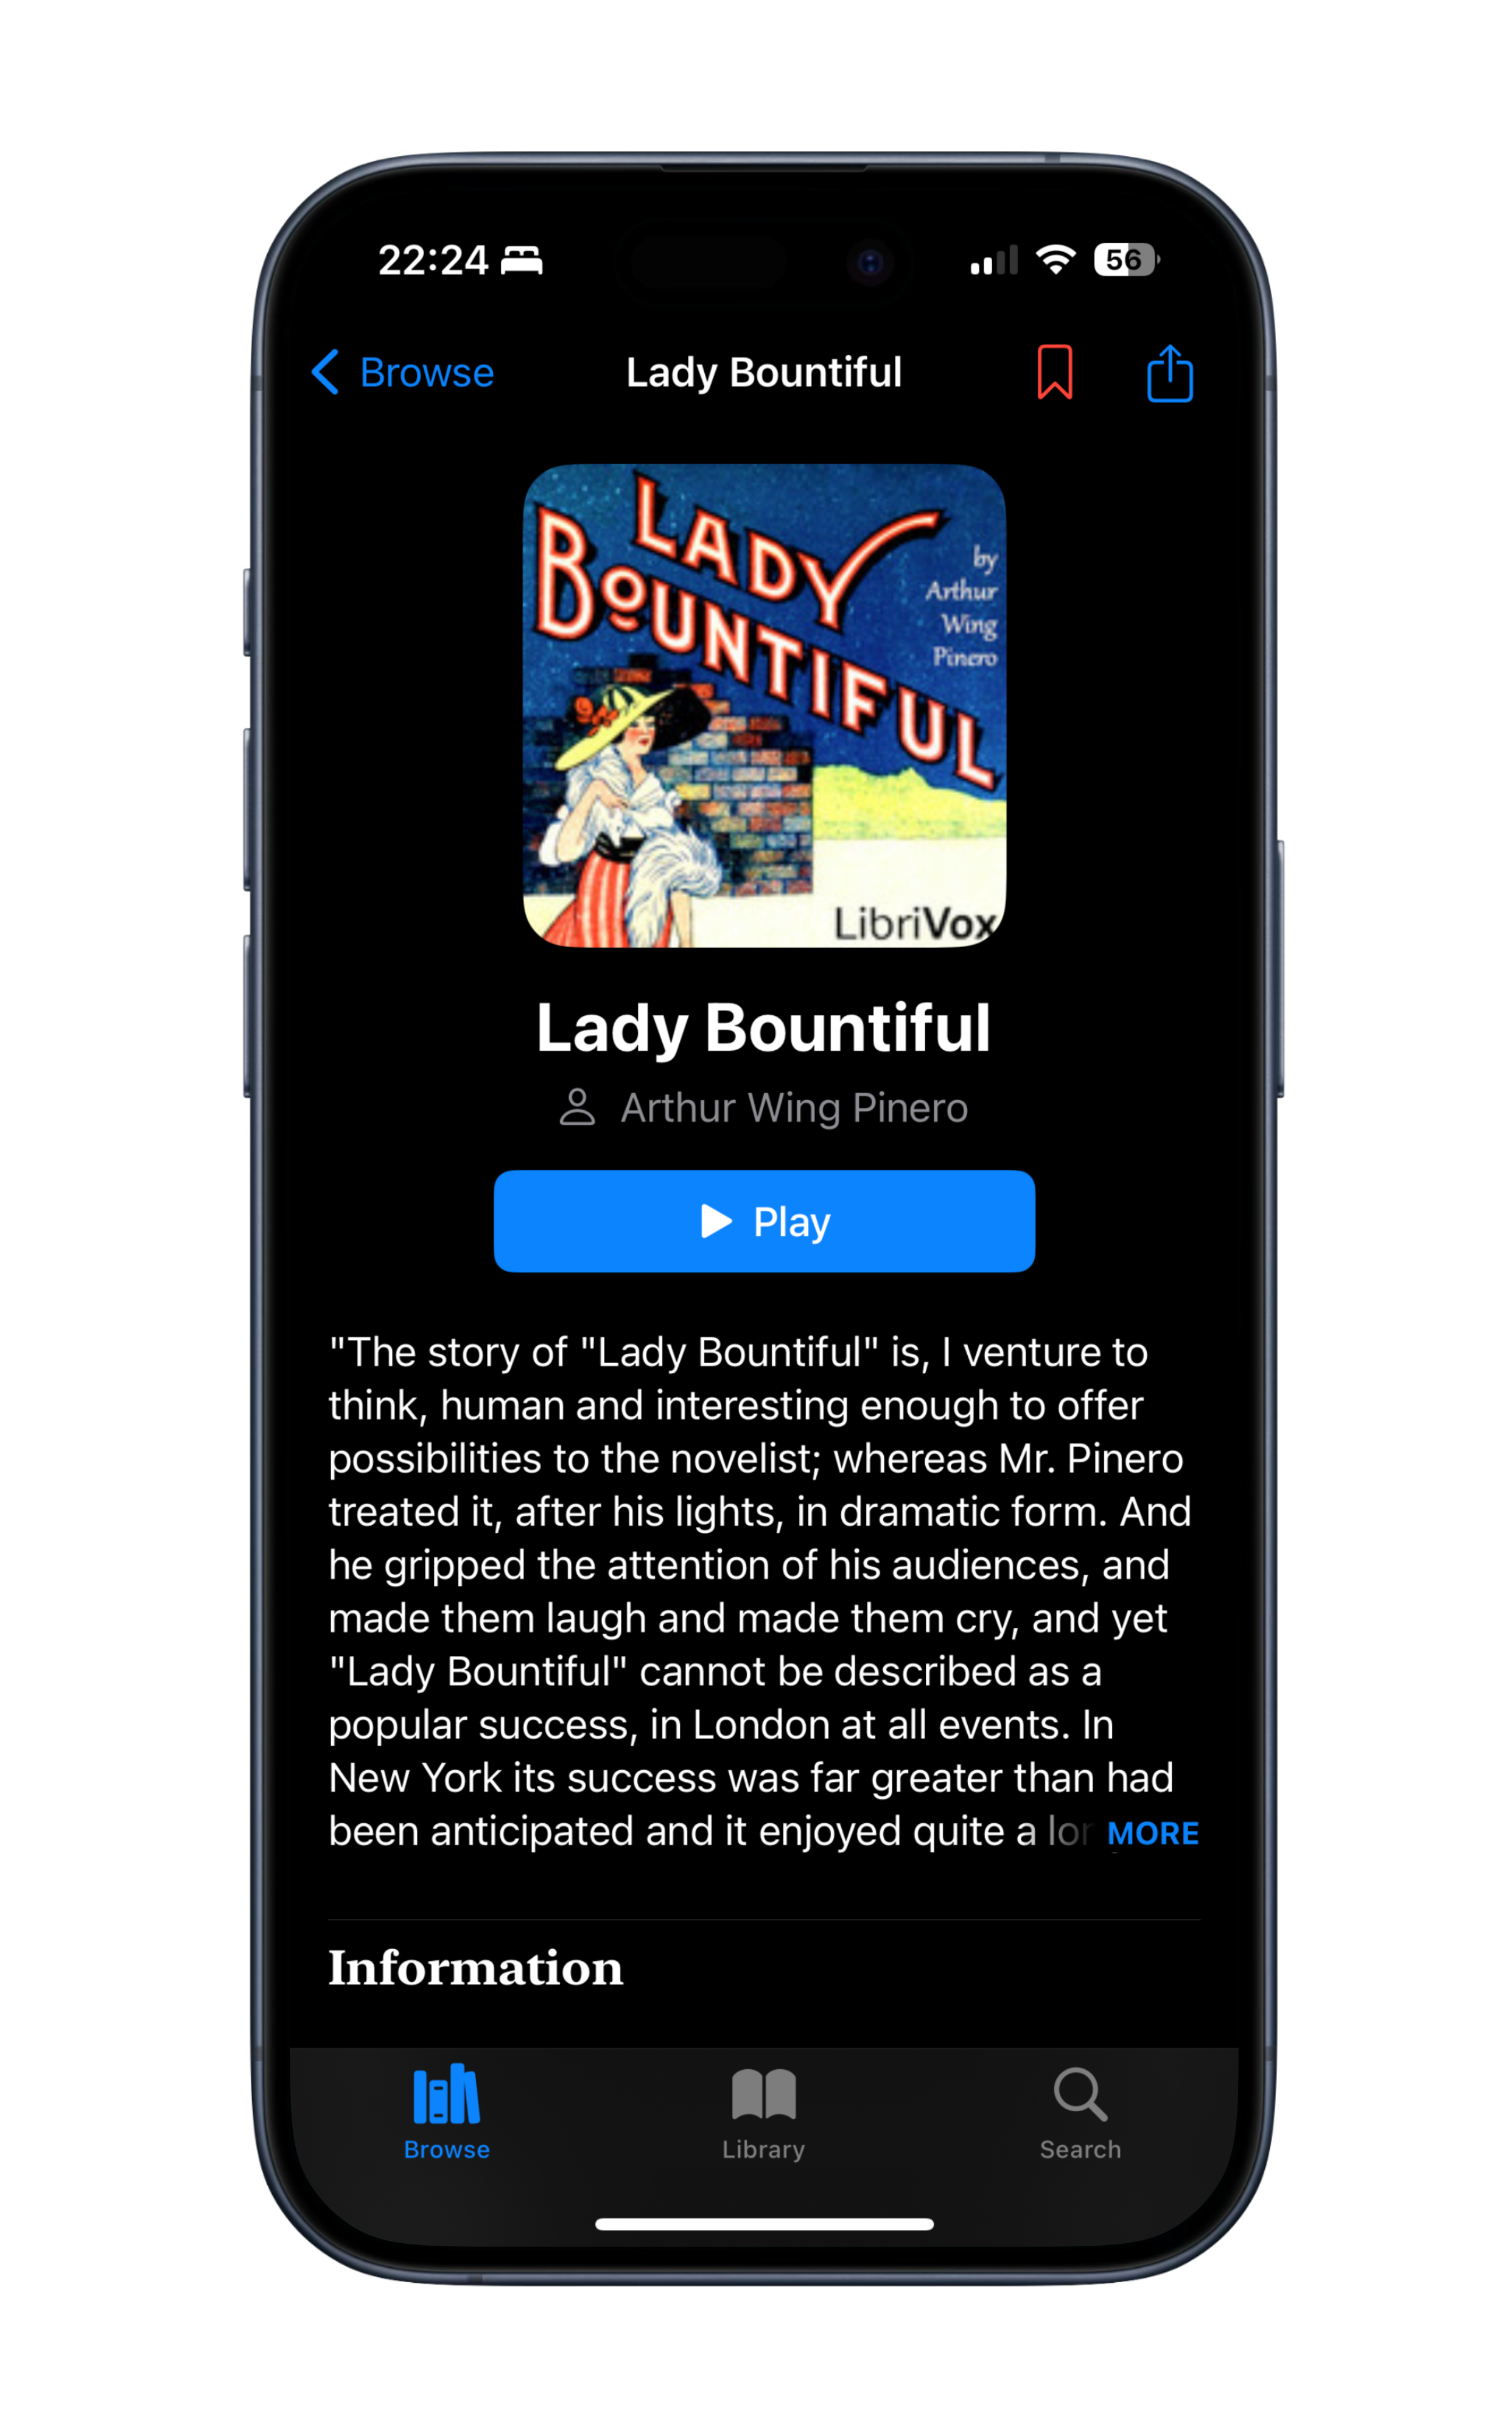 22:24
56
Browse
Lady Bountiful
LADY
BOUNTIFUL
by
Arthur
Wing
Pinero
LibriVox
Lady Bountiful
Arthur Wing Pinero
Play
"The story of "Lady Bountiful" is, I venture to
think, human and interesting enough to offer
possibilities to the novelist; whereas Mr. Pinero
treated it, after his lights, in dramatic form. And
he gripped the attention of his audiences, and
made them laugh and made them cry, and yet
"Lady Bountiful" cannot be described as a
popular success, in London at all events. In
New York its success was far greater than had
been anticipated and it enjoyed quite a MORE
Information
Browse
Library
Search